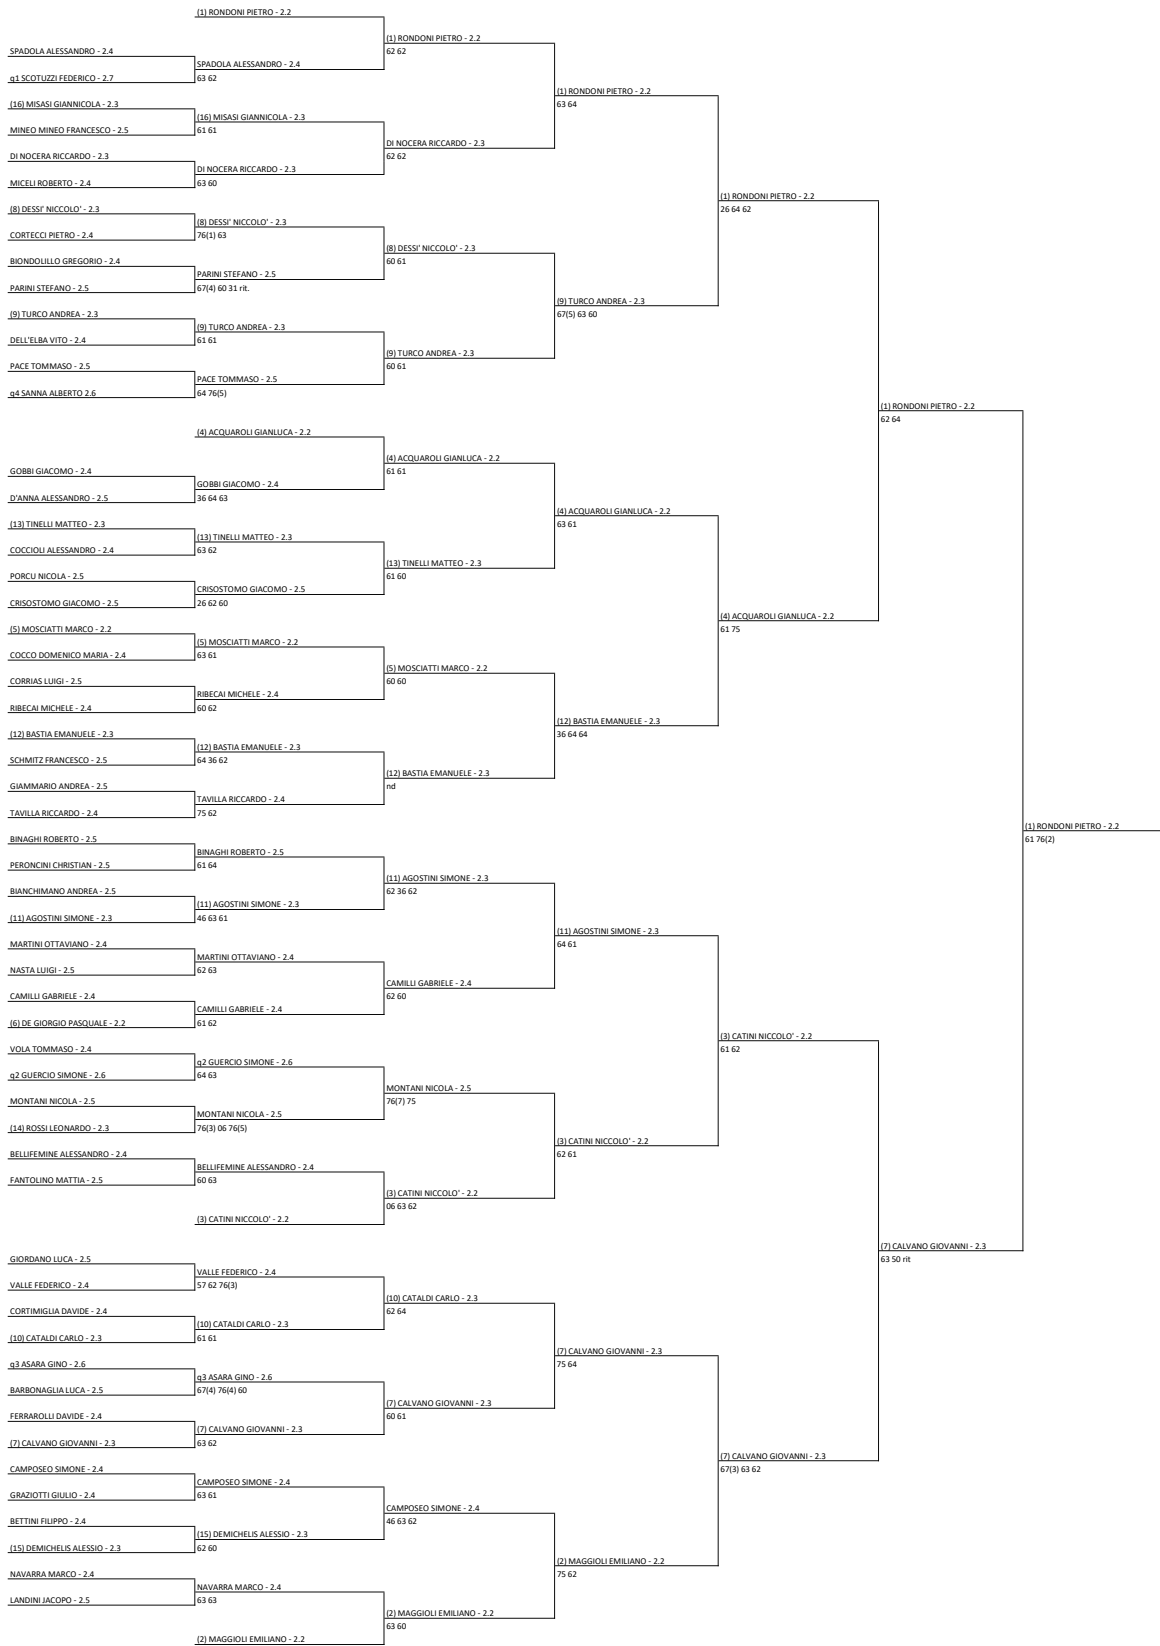 (1) RONDONI PIETRO - 2.2
(1) RONDONI PIETRO - 2.2
SPADOLA ALESSANDRO - 2.4
62 62
SPADOLA ALESSANDRO - 2.4
q1 SCOTUZZI FEDERICO - 2.7
63 62
(1) RONDONI PIETRO - 2.2
(16) MISASI GIANNICOLA - 2.3
63 64
(16) MISASI GIANNICOLA - 2.3
MINEO MINEO FRANCESCO - 2.5
61 61
DI NOCERA RICCARDO - 2.3
DI NOCERA RICCARDO - 2.3
62 62
DI NOCERA RICCARDO - 2.3
MICELI ROBERTO - 2.4
63 60
(1) RONDONI PIETRO - 2.2
(8) DESSI' NICCOLO' - 2.3
26 64 62
(8) DESSI' NICCOLO' - 2.3
CORTECCI PIETRO - 2.4
76(1) 63
(8) DESSI' NICCOLO' - 2.3
BIONDOLILLO GREGORIO - 2.4
60 61
PARINI STEFANO - 2.5
PARINI STEFANO - 2.5
67(4) 60 31 rit.
(9) TURCO ANDREA - 2.3
(9) TURCO ANDREA - 2.3
67(5) 63 60
(9) TURCO ANDREA - 2.3
DELL'ELBA VITO - 2.4
61 61
(9) TURCO ANDREA - 2.3
PACE TOMMASO - 2.5
60 61
PACE TOMMASO - 2.5
q4 SANNA ALBERTO 2.6
64 76(5)
(1) RONDONI PIETRO - 2.2
62 64
(4) ACQUAROLI GIANLUCA - 2.2
(4) ACQUAROLI GIANLUCA - 2.2
GOBBI GIACOMO - 2.4
61 61
GOBBI GIACOMO - 2.4
D'ANNA ALESSANDRO - 2.5
36 64 63
(4) ACQUAROLI GIANLUCA - 2.2
(13) TINELLI MATTEO - 2.3
63 61
(13) TINELLI MATTEO - 2.3
COCCIOLI ALESSANDRO - 2.4
63 62
(13) TINELLI MATTEO - 2.3
PORCU NICOLA - 2.5
61 60
CRISOSTOMO GIACOMO - 2.5
CRISOSTOMO GIACOMO - 2.5
26 62 60
(4) ACQUAROLI GIANLUCA - 2.2
(5) MOSCIATTI MARCO - 2.2
61 75
(5) MOSCIATTI MARCO - 2.2
COCCO DOMENICO MARIA - 2.4
63 61
(5) MOSCIATTI MARCO - 2.2
CORRIAS LUIGI - 2.5
60 60
RIBECAI MICHELE - 2.4
RIBECAI MICHELE - 2.4
60 62
(12) BASTIA EMANUELE - 2.3
(12) BASTIA EMANUELE - 2.3
36 64 64
(12) BASTIA EMANUELE - 2.3
SCHMITZ FRANCESCO - 2.5
64 36 62
(12) BASTIA EMANUELE - 2.3
GIAMMARIO ANDREA - 2.5
nd
TAVILLA RICCARDO - 2.4
TAVILLA RICCARDO - 2.4
75 62
(1) RONDONI PIETRO - 2.2
BINAGHI ROBERTO - 2.5
61 76(2)
BINAGHI ROBERTO - 2.5
PERONCINI CHRISTIAN - 2.5
61 64
(11) AGOSTINI SIMONE - 2.3
BIANCHIMANO ANDREA - 2.5
62 36 62
(11) AGOSTINI SIMONE - 2.3
(11) AGOSTINI SIMONE - 2.3
46 63 61
(11) AGOSTINI SIMONE - 2.3
MARTINI OTTAVIANO - 2.4
64 61
MARTINI OTTAVIANO - 2.4
NASTA LUIGI - 2.5
62 63
CAMILLI GABRIELE - 2.4
CAMILLI GABRIELE - 2.4
62 60
CAMILLI GABRIELE - 2.4
(6) DE GIORGIO PASQUALE - 2.2
61 62
(3) CATINI NICCOLO' - 2.2
VOLA TOMMASO - 2.4
61 62
q2 GUERCIO SIMONE - 2.6
q2 GUERCIO SIMONE - 2.6
64 63
MONTANI NICOLA - 2.5
MONTANI NICOLA - 2.5
76(7) 75
MONTANI NICOLA - 2.5
(14) ROSSI LEONARDO - 2.3
76(3) 06 76(5)
(3) CATINI NICCOLO' - 2.2
BELLIFEMINE ALESSANDRO - 2.4
62 61
BELLIFEMINE ALESSANDRO - 2.4
FANTOLINO MATTIA - 2.5
60 63
(3) CATINI NICCOLO' - 2.2
06 63 62
(3) CATINI NICCOLO' - 2.2
(7) CALVANO GIOVANNI - 2.3
GIORDANO LUCA - 2.5
63 50 rit
VALLE FEDERICO - 2.4
VALLE FEDERICO - 2.4
57 62 76(3)
(10) CATALDI CARLO - 2.3
CORTIMIGLIA DAVIDE - 2.4
62 64
(10) CATALDI CARLO - 2.3
(10) CATALDI CARLO - 2.3
61 61
(7) CALVANO GIOVANNI - 2.3
q3 ASARA GINO - 2.6
75 64
q3 ASARA GINO - 2.6
BARBONAGLIA LUCA - 2.5
67(4) 76(4) 60
(7) CALVANO GIOVANNI - 2.3
FERRAROLLI DAVIDE - 2.4
60 61
(7) CALVANO GIOVANNI - 2.3
(7) CALVANO GIOVANNI - 2.3
63 62
(7) CALVANO GIOVANNI - 2.3
CAMPOSEO SIMONE - 2.4
67(3) 63 62
CAMPOSEO SIMONE - 2.4
GRAZIOTTI GIULIO - 2.4
63 61
CAMPOSEO SIMONE - 2.4
BETTINI FILIPPO - 2.4
46 63 62
(15) DEMICHELIS ALESSIO - 2.3
(15) DEMICHELIS ALESSIO - 2.3
62 60
(2) MAGGIOLI EMILIANO - 2.2
NAVARRA MARCO - 2.4
75 62
NAVARRA MARCO - 2.4
LANDINI JACOPO - 2.5
63 63
(2) MAGGIOLI EMILIANO - 2.2
63 60
(2) MAGGIOLI EMILIANO - 2.2